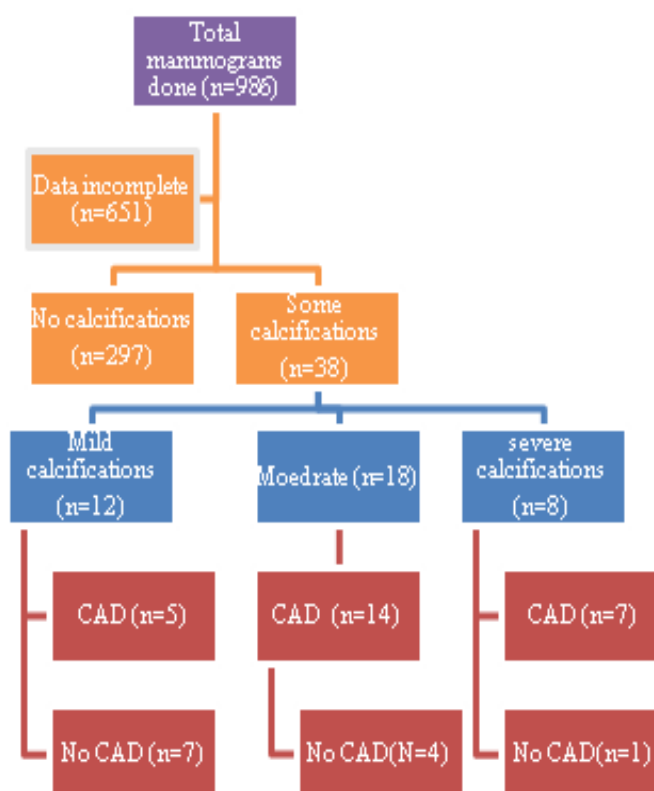 Total
mammograms
done (n=986)
Data incomplete
(n=651)
No calcifications
(n=297)
Some
calcifications
(n=38)
Mild
calcifications
(n=12)
Moedrate (n=18)
severe
calcifications
(n=8)
CAD (n=5)
CAD (n=14)
CAD (n=7)
No CAD (n=7)
No CAD(N=4)
No CAD(n=1)